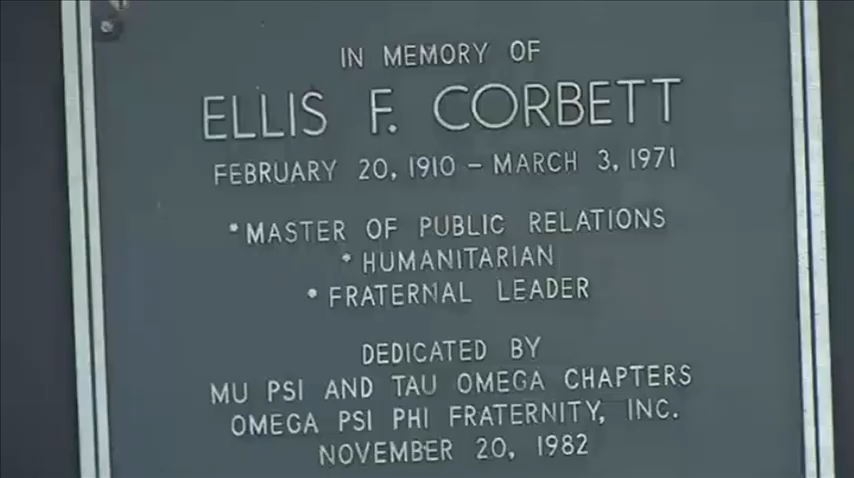 IN MEMORY OF
ELLIS F. CORBETT
FEBRUARY 20, 1910 – MARCH 3, 1971
*MASTER OF PUBLIC RELATIONS
*HUMANITARIAN
*FRATERNAL LEADER
DEDICATED BY
MU PSI AND TAU OMEGA CHAPTERS
OMEGA PSI PHI FRATERNITY, INC.
NOVEMBER 20, 1982